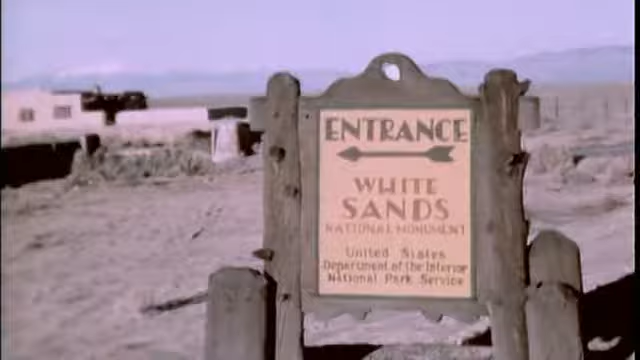 ENTRANCE
WHITE
SANDS
NATIONAL MONUMENT
United States
Department of the Interior
National Park Service